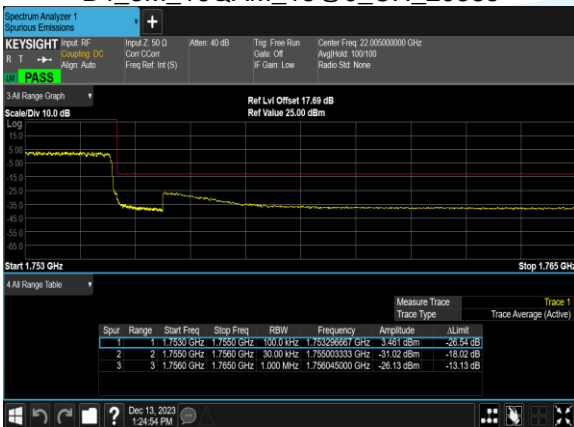 Spectrum Analyzer 1
Spurious Emissions
+
KEYSIGHT Input: RF Input Z: 50 Ω Atten: 40 dB Trig: Free Run Center Freq: 22.005000000 GHz
R T Coupling: DC Corr CCorr Gate: Off Avg|Hold: 100/100
Align: Auto Freq Ref: Int (S) IF Gain: Low Radio Std: None
PASS
3 All Range Graph
Ref Lvl Offset 17.69 dB
Scale/Div 10.0 dB Ref Value 25.00 dBm
Log
15.0
5.00
-5.00
-15.0
-25.0
-35.0
-45.0
-55.0
-65.0
Start 1.753 GHz Stop 1.765 GHz
4 All Range Table
Measure Trace Trace 1
Trace Type Trace Average (Active)
Spur Range Start Freq Stop Freq RBW Frequency Amplitude ΔLimit
1 1 1.7530 GHz 1.7550 GHz 100.0 kHz 1.753296667 GHz 3.461 dBm -26.54 dB
2 2 1.7550 GHz 1.7560 GHz 30.00 kHz 1.755003333 GHz -31.02 dBm -18.02 dB
3 3 1.7560 GHz 1.7650 GHz 1.000 MHz 1.756045000 GHz -26.13 dBm -13.13 dB
? Dec 13, 2023
1:24:54 PM